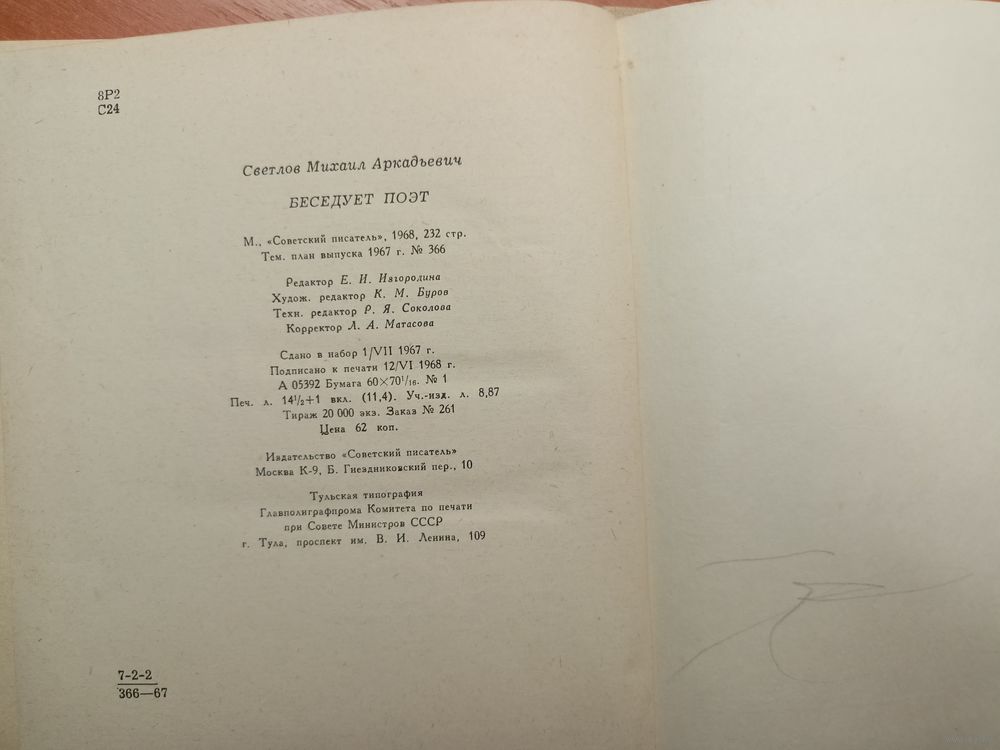 8Р2
С24
Светлов Михаил Аркадьевич
БЕСЕДУЕТ ПОЭТ
М., «Советский писатель», 1968, 232 стр.
Тем. план выпуска 1967 г. № 366
Редактор Е. И. Изгородина
Худож. редактор К. М. Буров
Техн. редактор Р. Я. Соколова
Корректор Л. А. Матасова
Сдано в набор 1/VII 1967 г.
Подписано к печати 12/VI 1968 г.
А 05392 Бумага 60×70¹/₁₆. № 1
Печ. л. 14¹/₂+1 вкл. (11,4). Уч.-изд. л. 8,87
Тираж 20 000 экз. Заказ № 261
Цена 62 коп.
Издательство «Советский писатель»
Москва К-9, Б. Гнездниковский пер., 10
Тульская типография
Главполиграфпрома Комитета по печати
при Совете Министров СССР
г. Тула, проспект им. В. И. Ленина, 109
7-2-2
366—67